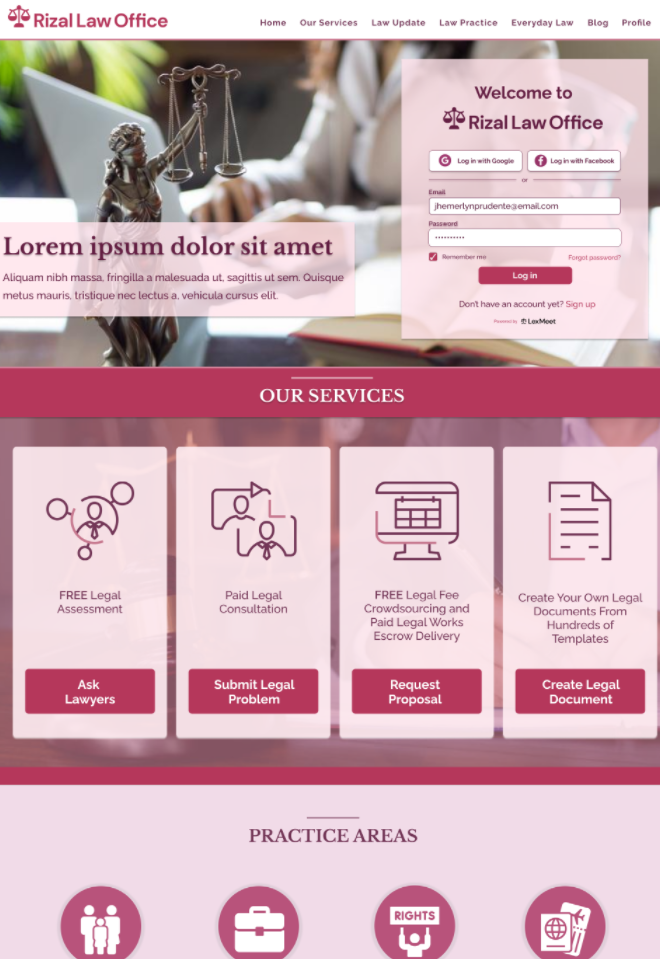 Rizal Law Office
Home Our Services Law Update Law Practice Everyday Law Blog Profile
Welcome to
Rizal Law Office
Log in with Google Log in with Facebook
or
Email
jhemerlynprudente@email.com
Password
Remember me Forgot password?
Log in
Don't have an account yet? Sign up
Powered by LexMeet
Lorem ipsum dolor sit amet
Aliquam nibh massa, fringilla a malesuada ut, sagittis ut sem. Quisque
metus mauris, tristique nec lectus a, vehicula cursus elit.
OUR SERVICES
FREE Legal
Assessment
Ask
Lawyers
Paid Legal
Consultation
Submit Legal
Problem
FREE Legal Fee
Crowdsourcing and
Paid Legal Works
Escrow Delivery
Request
Proposal
Create Your Own Legal
Documents From
Hundreds of
Templates
Create Legal
Document
PRACTICE AREAS
RIGHTS